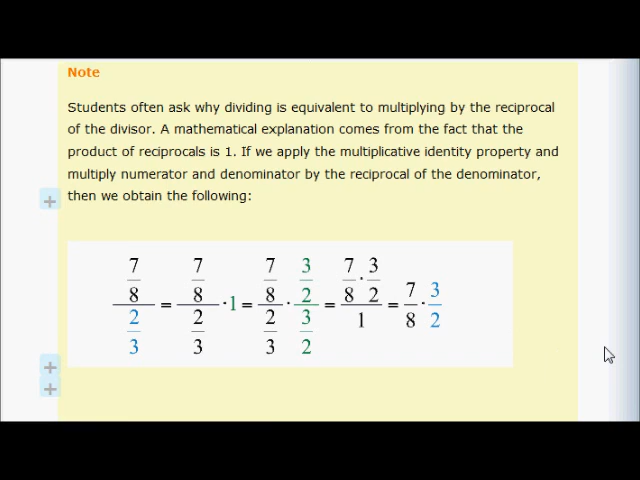 Note
Students often ask why dividing is equivalent to multiplying by the reciprocal
of the divisor. A mathematical explanation comes from the fact that the
product of reciprocals is 1. If we apply the multiplicative identity property and
multiply numerator and denominator by the reciprocal of the denominator,
then we obtain the following:
7/8 / 2/3 = 7/8 / 2/3 · 1 = 7/8 / 2/3 · 3/2 / 3/2 = 7/8 · 3/2 / 1 = 7/8 · 3/2